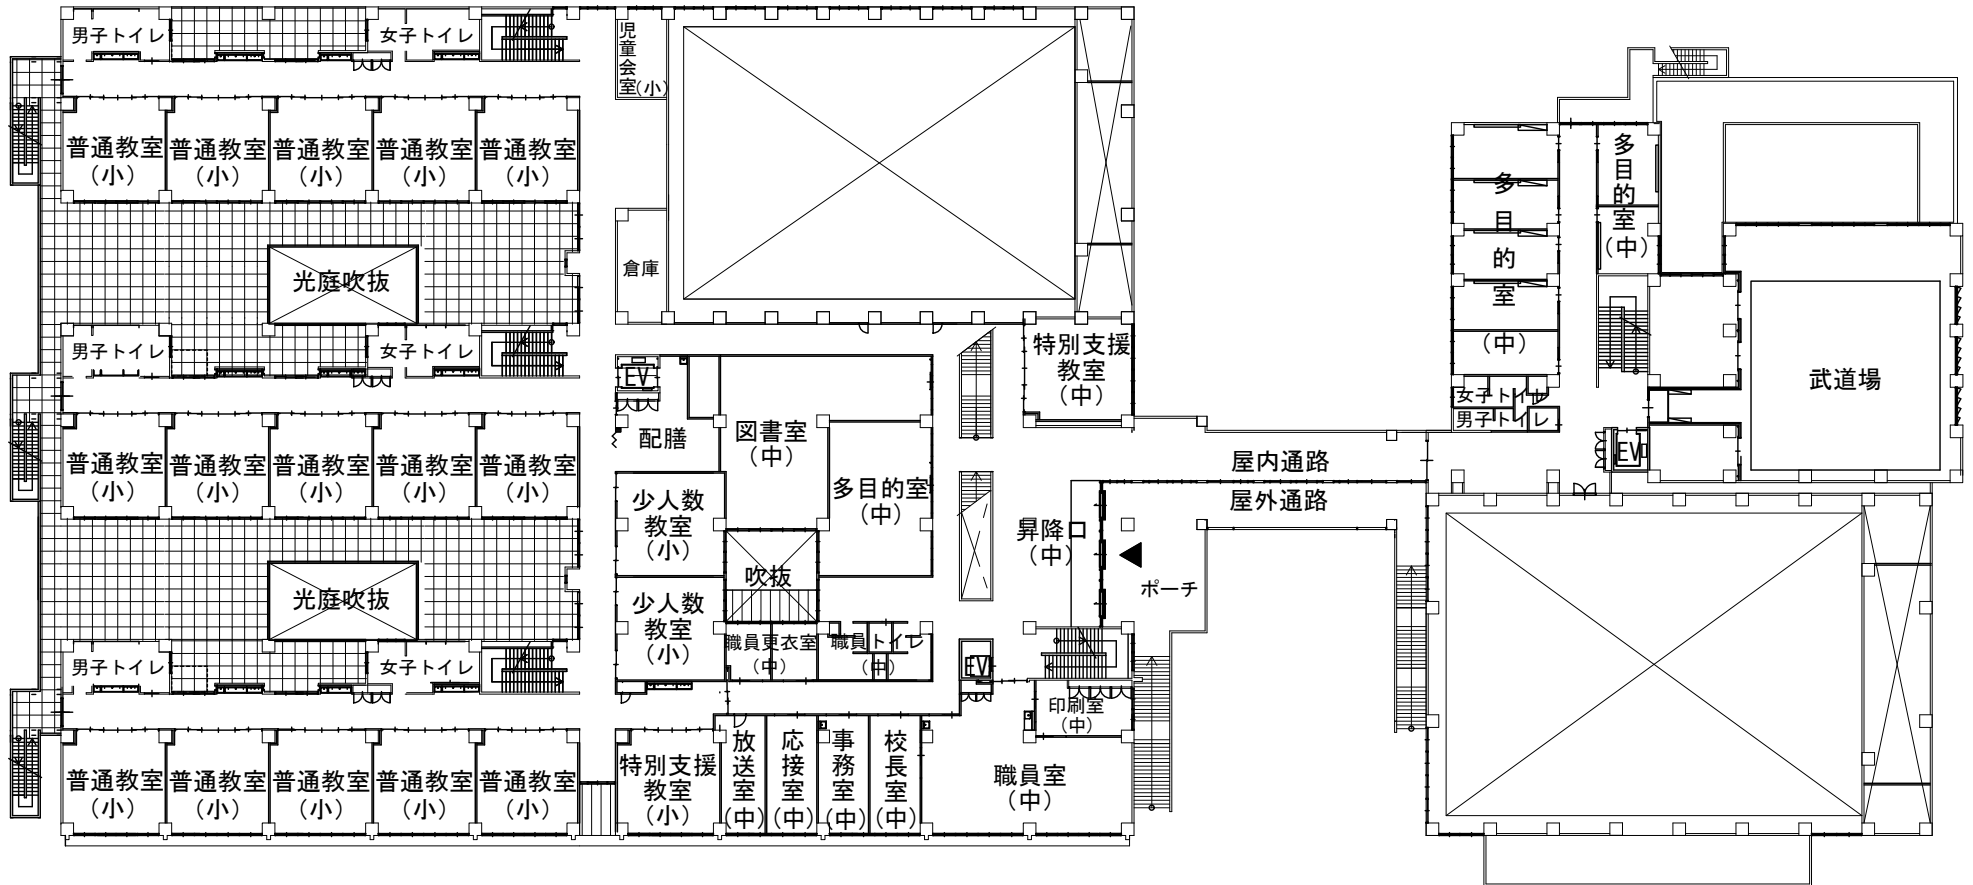 男子トイレ
女子トイレ
児童会室(小)
普通教室
(小)
普通教室
(小)
普通教室
(小)
普通教室
(小)
普通教室
(小)
多目的室
(中)
多目的室
(中)
光庭吹抜
倉庫
男子トイレ
女子トイレ
特別支援
教室
(中)
EV
武道場
女子トイレ
男子トイレ
配膳
図書室
(中)
EV
屋内通路
屋外通路
普通教室
(小)
普通教室
(小)
普通教室
(小)
普通教室
(小)
普通教室
(小)
少人数
教室
(小)
多目的室
(中)
昇降口
(中)
吹抜
ポーチ
光庭吹抜
少人数
教室
(小)
職員更衣室
(中)
職員トイレ
(中)
男子トイレ
女子トイレ
EV
印刷室
(中)
普通教室
(小)
普通教室
(小)
普通教室
(小)
普通教室
(小)
普通教室
(小)
特別支援
教室
(小)
放送室
(中)
応接室
(中)
事務室
(中)
校長室
(中)
職員室
(中)